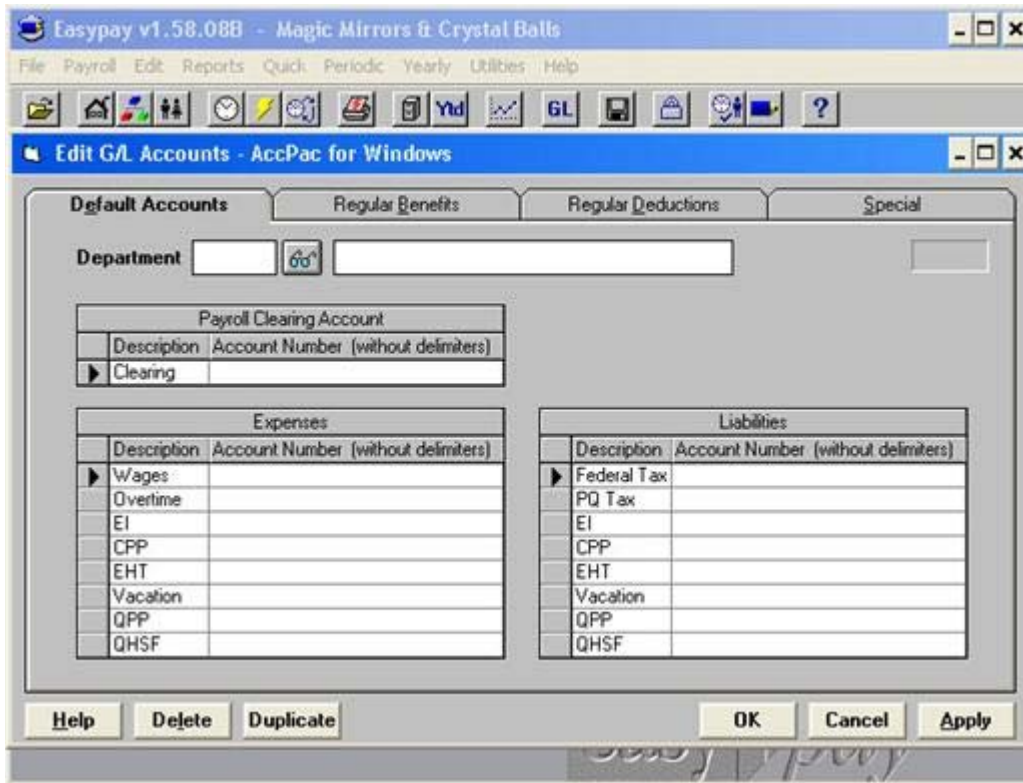 Easypay v1.58.08B - Magic Mirrors & Crystal Balls
File Payroll Edit Reports Quick Periodic Yearly Utilities Help
Ytd GL ?
Edit G/L Accounts - AccPac for Windows
Default Accounts Regular Benefits Regular Deductions Special
Department
Payroll Clearing Account
Description Account Number (without delimiters)
Clearing
Expenses
Description Account Number (without delimiters)
Wages
Overtime
EI
CPP
EHT
Vacation
QPP
QHSF
Liabilities
Description Account Number (without delimiters)
Federal Tax
PQ Tax
EI
CPP
EHT
Vacation
QPP
QHSF
Help Delete Duplicate OK Cancel Apply